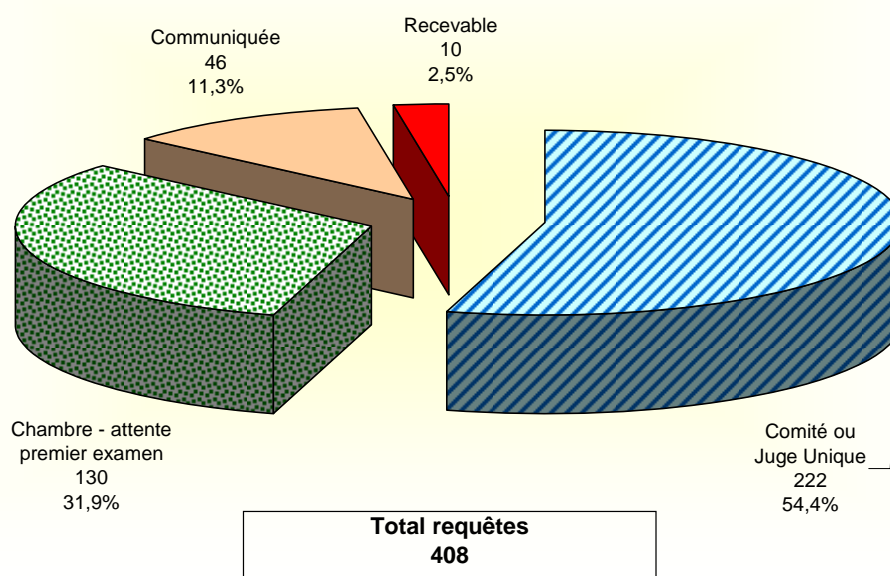 Communiquée
46
11,3%
Recevable
10
2,5%
Chambre - attente
premier examen
130
31,9%
Comité ou
Juge Unique
222
54,4%
Total requêtes
408